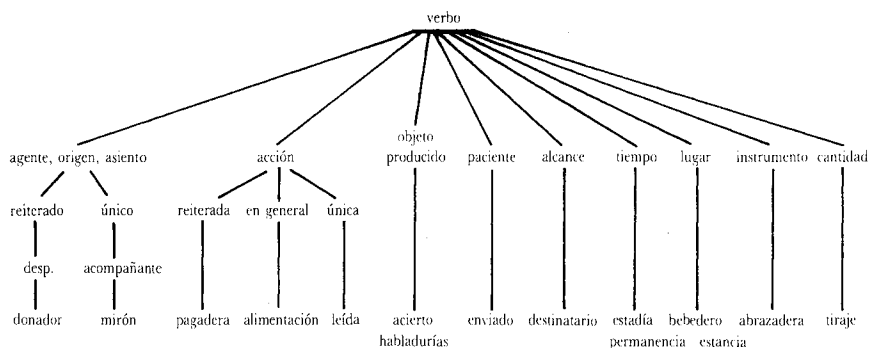 verbo
objeto
agente, origen, asiento acción producido paciente alcance tiempo lugar instrumento cantidad
reiterado único reiterada en general única
desp. acompañante
donador mirón pagadera alimentación leída acierto enviado destinatario estadía bebedero abrazadera tiraje
habladurías permanencia estancia